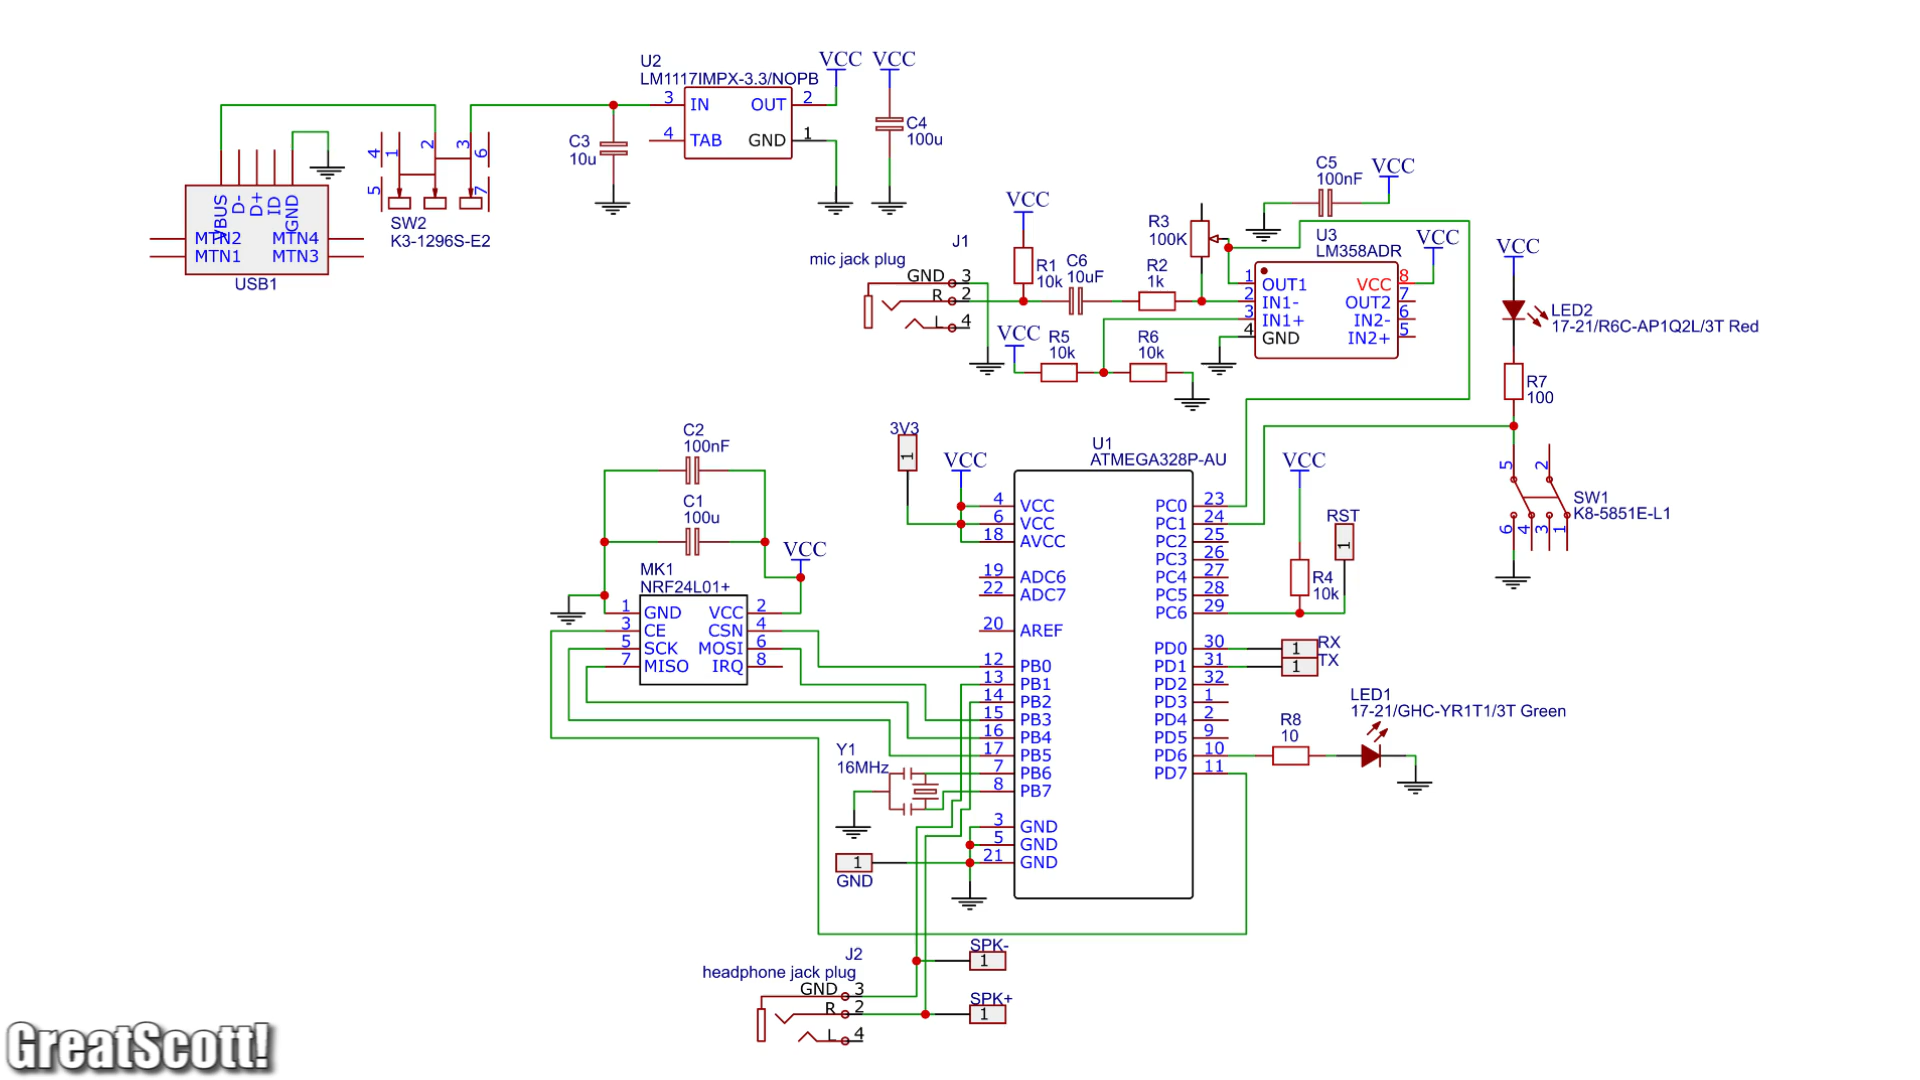 U2
LM1117IMPX-3.3/NOPB
VCC
VCC
3 IN OUT 2
4 TAB GND 1
C3
10u
C4
100u
4 1 2 3 6
5 7
SW2
K3-1296S-E2
VBUS D- D+ ID GND
MTN2 MTN4
MTN1 MTN3
USB1
C5
100nF
VCC
VCC
R1
10k
J1
mic jack plug
GND 3
R 2
L 4
C6
10uF
R2
1k
R3
100K
U3
LM358ADR
VCC
1 OUT1 VCC 8
2 IN1- OUT2 7
3 IN1+ IN2- 6
4 GND IN2+ 5
VCC
R5
10k
R6
10k
VCC
LED2
17-21/R6C-AP1Q2L/3T Red
R7
100
5 2
SW1
K8-5851E-L1
6 4 3 1
C2
100nF
C1
100u
VCC
MK1
NRF24L01+
1 GND VCC 2
3 CE CSN 4
5 SCK MOSI 6
7 MISO IRQ 8
3V3
1
VCC
U1
ATMEGA328P-AU
4 VCC PC0 23
6 VCC PC1 24
18 AVCC PC2 25
PC3 26
19 ADC6 PC4 27
22 ADC7 PC5 28
PC6 29
20 AREF
PD0 30
12 PB0 PD1 31
13 PB1 PD2 32
14 PB2 PD3 1
15 PB3 PD4 2
16 PB4 PD5 9
17 PB5 PD6 10
7 PB6 PD7 11
8 PB7
3 GND
5 GND
21 GND
VCC
RST
1
R4
10k
1 RX
1 TX
LED1
17-21/GHC-YR1T1/3T Green
R8
10
Y1
16MHz
1
GND
SPK-
1
SPK+
1
J2
headphone jack plug
GND 3
R 2
L 4
GreatScott!